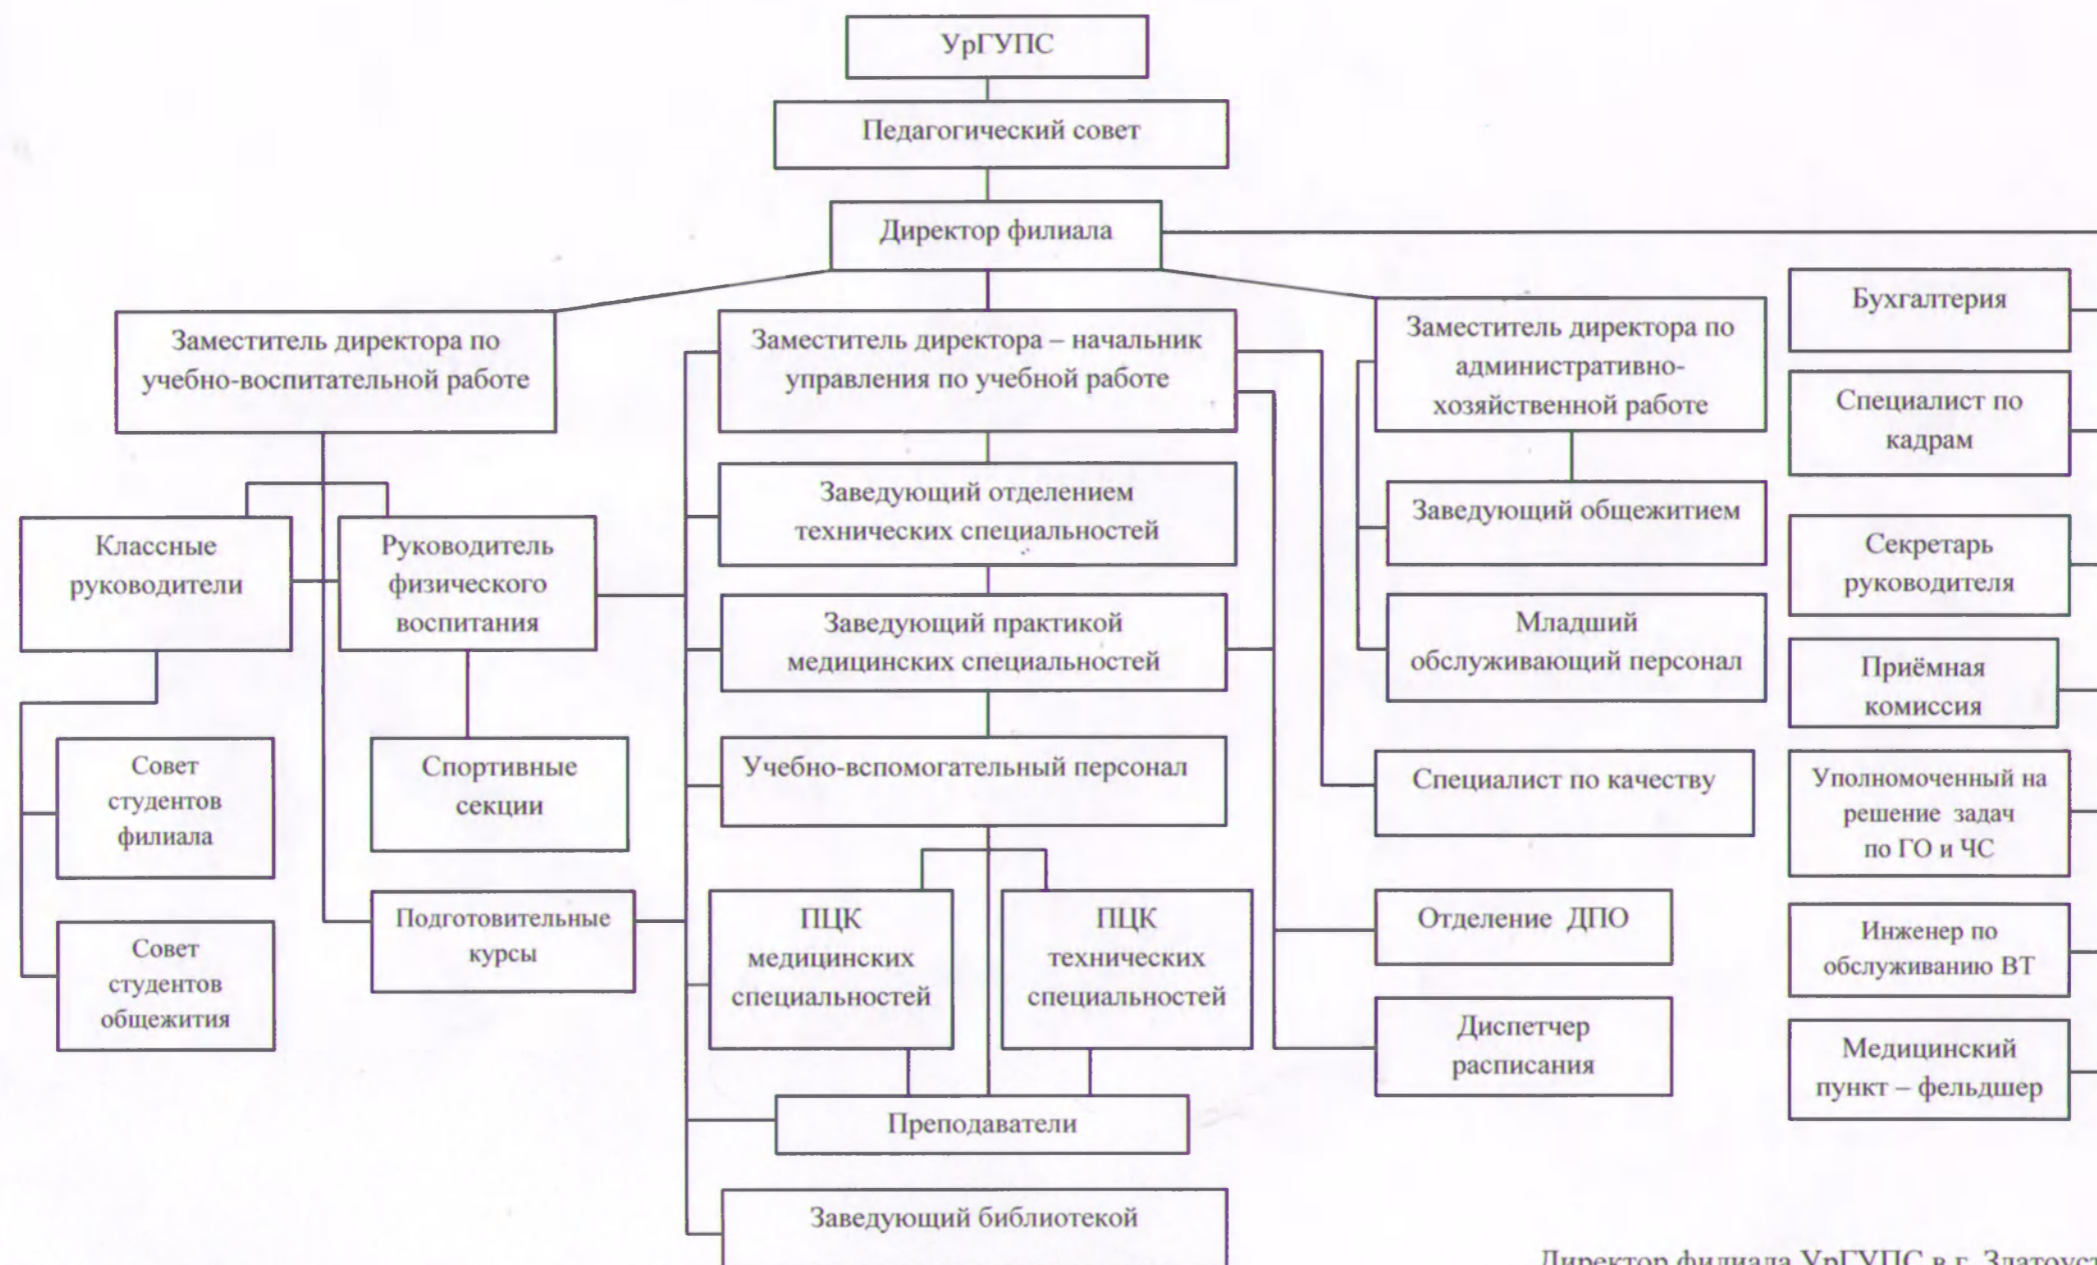 УрГУПС
Педагогический совет
Директор филиала
Заместитель директора по
учебно-воспитательной работе
Заместитель директора – начальник
управления по учебной работе
Заместитель директора по
административно-
хозяйственной работе
Бухгалтерия
Специалист по
кадрам
Классные
руководители
Руководитель
физического
воспитания
Заведующий отделением
технических специальностей
Заведующий общежитием
Секретарь
руководителя
Заведующий практикой
медицинских специальностей
Младший
обслуживающий персонал
Приёмная
комиссия
Совет
студентов
филиала
Спортивные
секции
Учебно-вспомогательный персонал
Специалист по качеству
Уполномоченный на
решение задач
по ГО и ЧС
Совет
студентов
общежития
Подготовительные
курсы
ПЦК
медицинских
специальностей
ПЦК
технических
специальностей
Отделение ДПО
Инженер по
обслуживанию ВТ
Диспетчер
расписания
Медицинский
пункт – фельдшер
Преподаватели
Заведующий библиотекой
Директор филиала УрГУПС в г. Златоуст